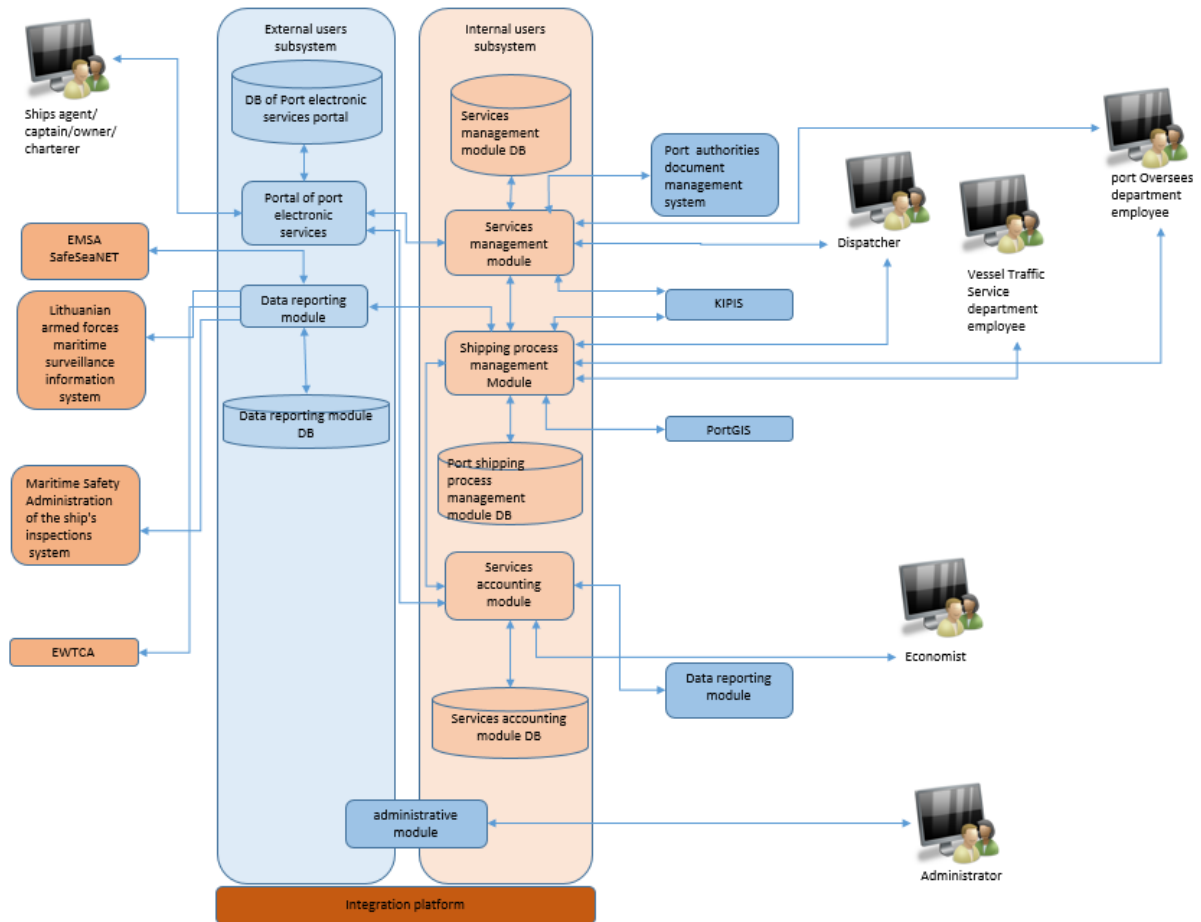 External users
subsystem
Internal users
subsystem
DB of Port electronic
services portal
Services
management
module DB
Ships agent/
captain/owner/
charterer
Port  authorities
document
management
system
port Oversees
department
employee
Portal of port
electronic
services
Services
management
module
Dispatcher
EMSA
SafeSeaNET
Vessel Traffic
Service
department
employee
Data reporting
module
KIPIS
Lithuanian
armed forces
maritime
surveillance
information
system
Shipping process
management
Module
Data reporting module
DB
PortGIS
Port shipping
process
management
module DB
Maritime Safety
Administration
of the ship's
inspections
system
Services
accounting
module
EWTCA
Economist
Data reporting
module
Services accounting
module DB
administrative
module
Administrator
Integration platform